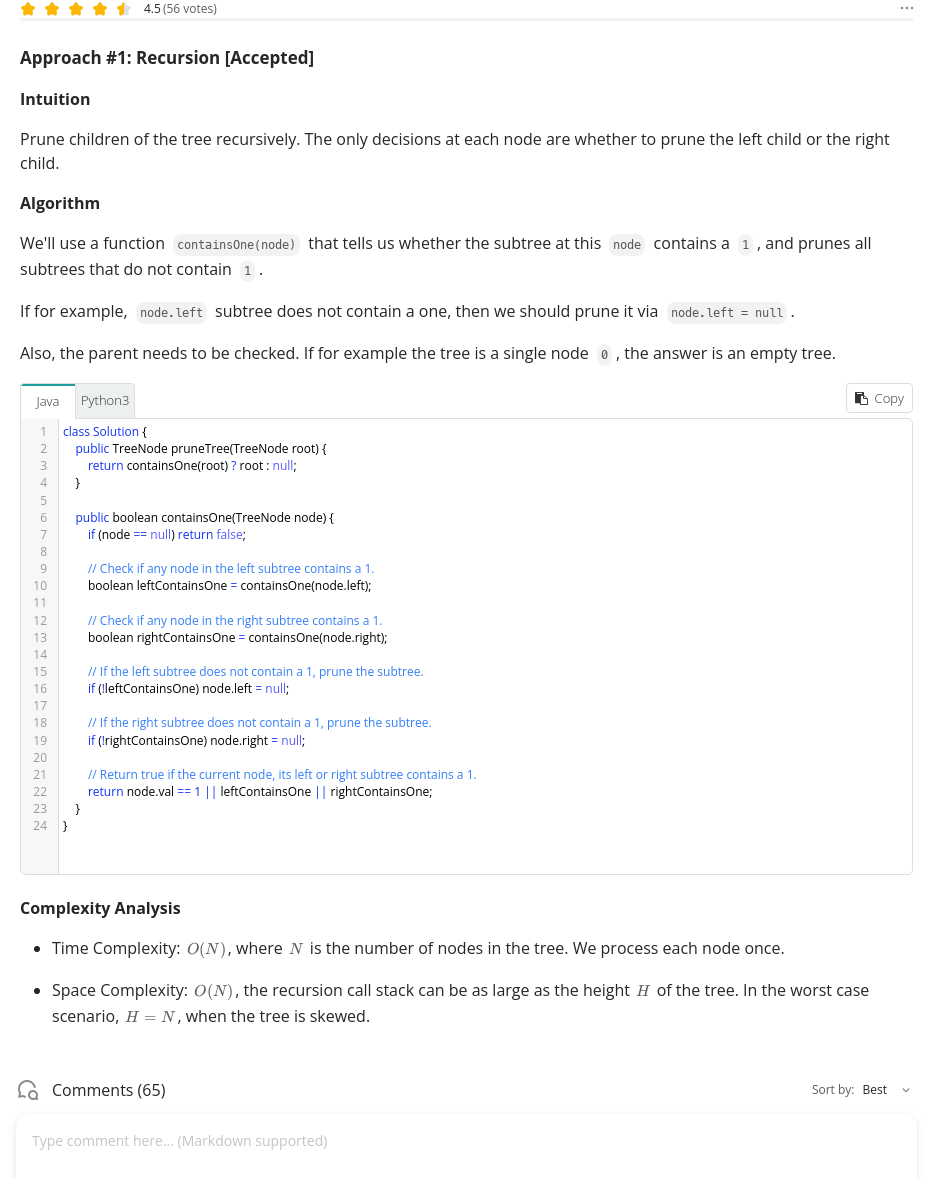 4.5 (56 votes)
Approach #1: Recursion [Accepted]
Intuition
Prune children of the tree recursively. The only decisions at each node are whether to prune the left child or the right
child.
Algorithm
We'll use a function containsOne(node) that tells us whether the subtree at this node contains a 1 , and prunes all
subtrees that do not contain 1 .
If for example, node.left subtree does not contain a one, then we should prune it via node.left = null .
Also, the parent needs to be checked. If for example the tree is a single node 0 , the answer is an empty tree.
Java Python3 Copy
1 class Solution {
2 public TreeNode pruneTree(TreeNode root) {
3 return containsOne(root) ? root : null;
4 }
5
6 public boolean containsOne(TreeNode node) {
7 if (node == null) return false;
8
9 // Check if any node in the left subtree contains a 1.
10 boolean leftContainsOne = containsOne(node.left);
11
12 // Check if any node in the right subtree contains a 1.
13 boolean rightContainsOne = containsOne(node.right);
14
15 // If the left subtree does not contain a 1, prune the subtree.
16 if (!leftContainsOne) node.left = null;
17
18 // If the right subtree does not contain a 1, prune the subtree.
19 if (!rightContainsOne) node.right = null;
20
21 // Return true if the current node, its left or right subtree contains a 1.
22 return node.val == 1 || leftContainsOne || rightContainsOne;
23 }
24 }
Complexity Analysis
• Time Complexity: O(N), where N is the number of nodes in the tree. We process each node once.
• Space Complexity: O(N), the recursion call stack can be as large as the height H of the tree. In the worst case
scenario, H = N, when the tree is skewed.
Comments (65) Sort by: Best
Type comment here... (Markdown supported)